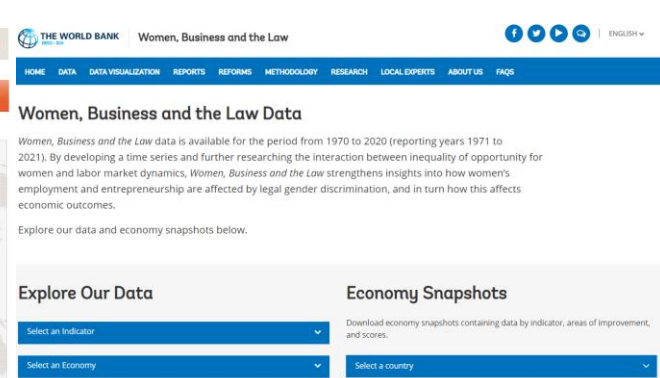 THE WORLD BANK
Women, Business and the Law
ENGLISH
HOME DATA DATA VISUALIZATION REPORTS REFORMS METHODOLOGY RESEARCH LOCAL EXPERTS ABOUT US FAQS
Women, Business and the Law Data
Women, Business and the Law data is available for the period from 1970 to 2020 (reporting years 1971 to
2021). By developing a time series and further researching the interaction between inequality of opportunity for
women and labor market dynamics, Women, Business and the Law strengthens insights into how women's
employment and entrepreneurship are affected by legal gender discrimination, and in turn how this affects
economic outcomes.
Explore our data and economy snapshots below.
Explore Our Data
Select an Indicator
Select an Economy
Economy Snapshots
Download economy snapshots containing data by indicator, areas of improvement,
and scores.
Select a country